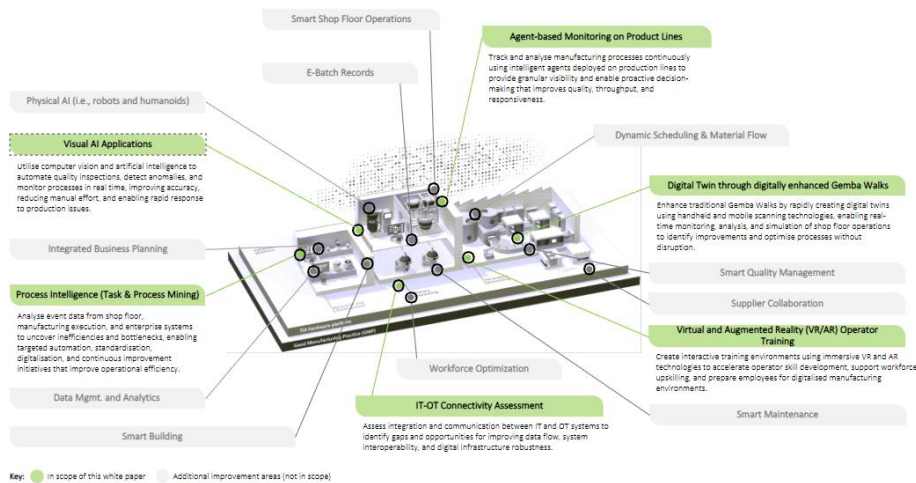 Smart Shop Floor Operations
Agent-based Monitoring on Product Lines
Track and analyse manufacturing processes continuously
using intelligent agents deployed on production lines to
provide granular visibility and enable proactive decision-
making that improves quality, throughput, and
responsiveness.
E-Batch Records
Physical AI (i.e., robots and humanoids)
Dynamic Scheduling & Material Flow
Visual AI Applications
Utilise computer vision and artificial intelligence to
automate quality inspections, detect anomalies, and
monitor processes in real time, improving accuracy,
reducing manual effort, and enabling rapid response
to production issues.
Digital Twin through digitally enhanced Gemba Walks
Enhance traditional Gemba Walks by rapidly creating digital twins
using handheld and mobile scanning technologies, enabling real-
time monitoring, analysis, and simulation of shop floor operations
to identify improvements and optimise processes without
disruption.
Integrated Business Planning
Smart Quality Management
Process Intelligence (Task & Process Mining)
Analyse event data from shop floor,
manufacturing execution, and enterprise systems
to uncover inefficiencies and bottlenecks, enabling
targeted automation, standardisation,
digitalisation, and continuous improvement
initiatives that improve operational efficiency.
Supplier Collaboration
Good Manufacturing Practice (GMP)
Virtual and Augmented Reality (VR/AR) Operator
Training
Create interactive training environments using immersive VR and AR
technologies to accelerate operator skill development, support workforce
upskilling, and prepare employees for digitalised manufacturing
environments.
Workforce Optimization
Data Mgmt. and Analytics
IT-OT Connectivity Assessment
Assess integration and communication between IT and OT systems to
identify gaps and opportunities for improving data flow, system
interoperability, and digital infrastructure robustness.
Smart Maintenance
Smart Building
Key: In scope of this white paper Additional improvement areas (not in scope)